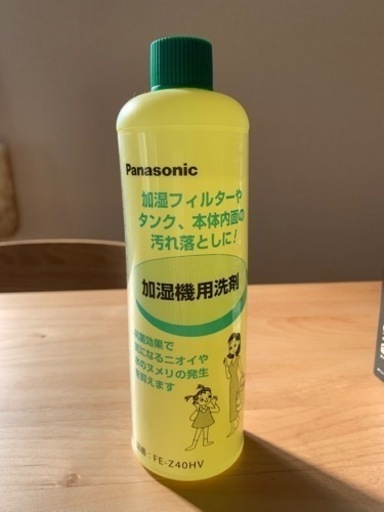 Panasonic
加湿フィルターや
タンク、本体内面の
汚れ落としに!
加湿機用洗剤
除菌効果で
気になるニオイや
水のヌメリの発生
を抑えます
品番：FE-Z40HV